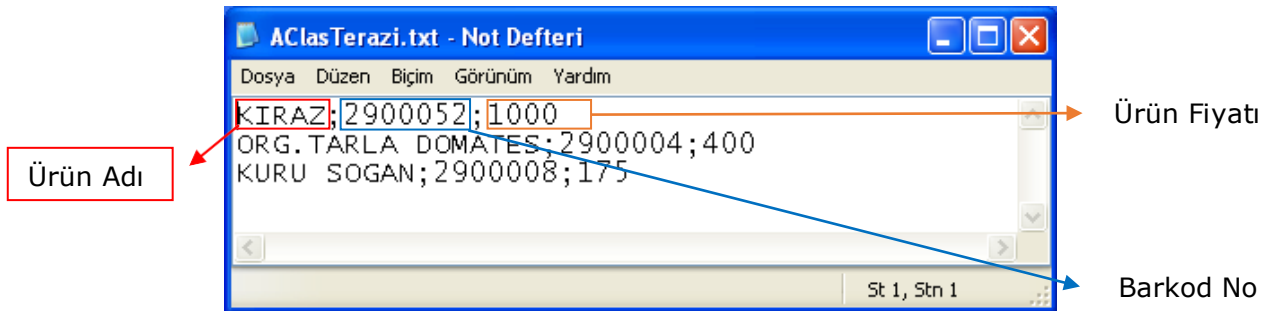 AClasTerazi.txt - Not Defteri
Dosya Düzen Biçim Görünüm Yardım
KIRAZ;2900052;1000
Ürün Fiyatı
ORG.TARLA DOMATES;2900004;400
Ürün Adı
KURU SOGAN;2900008;175
St 1, Stn 1
Barkod No